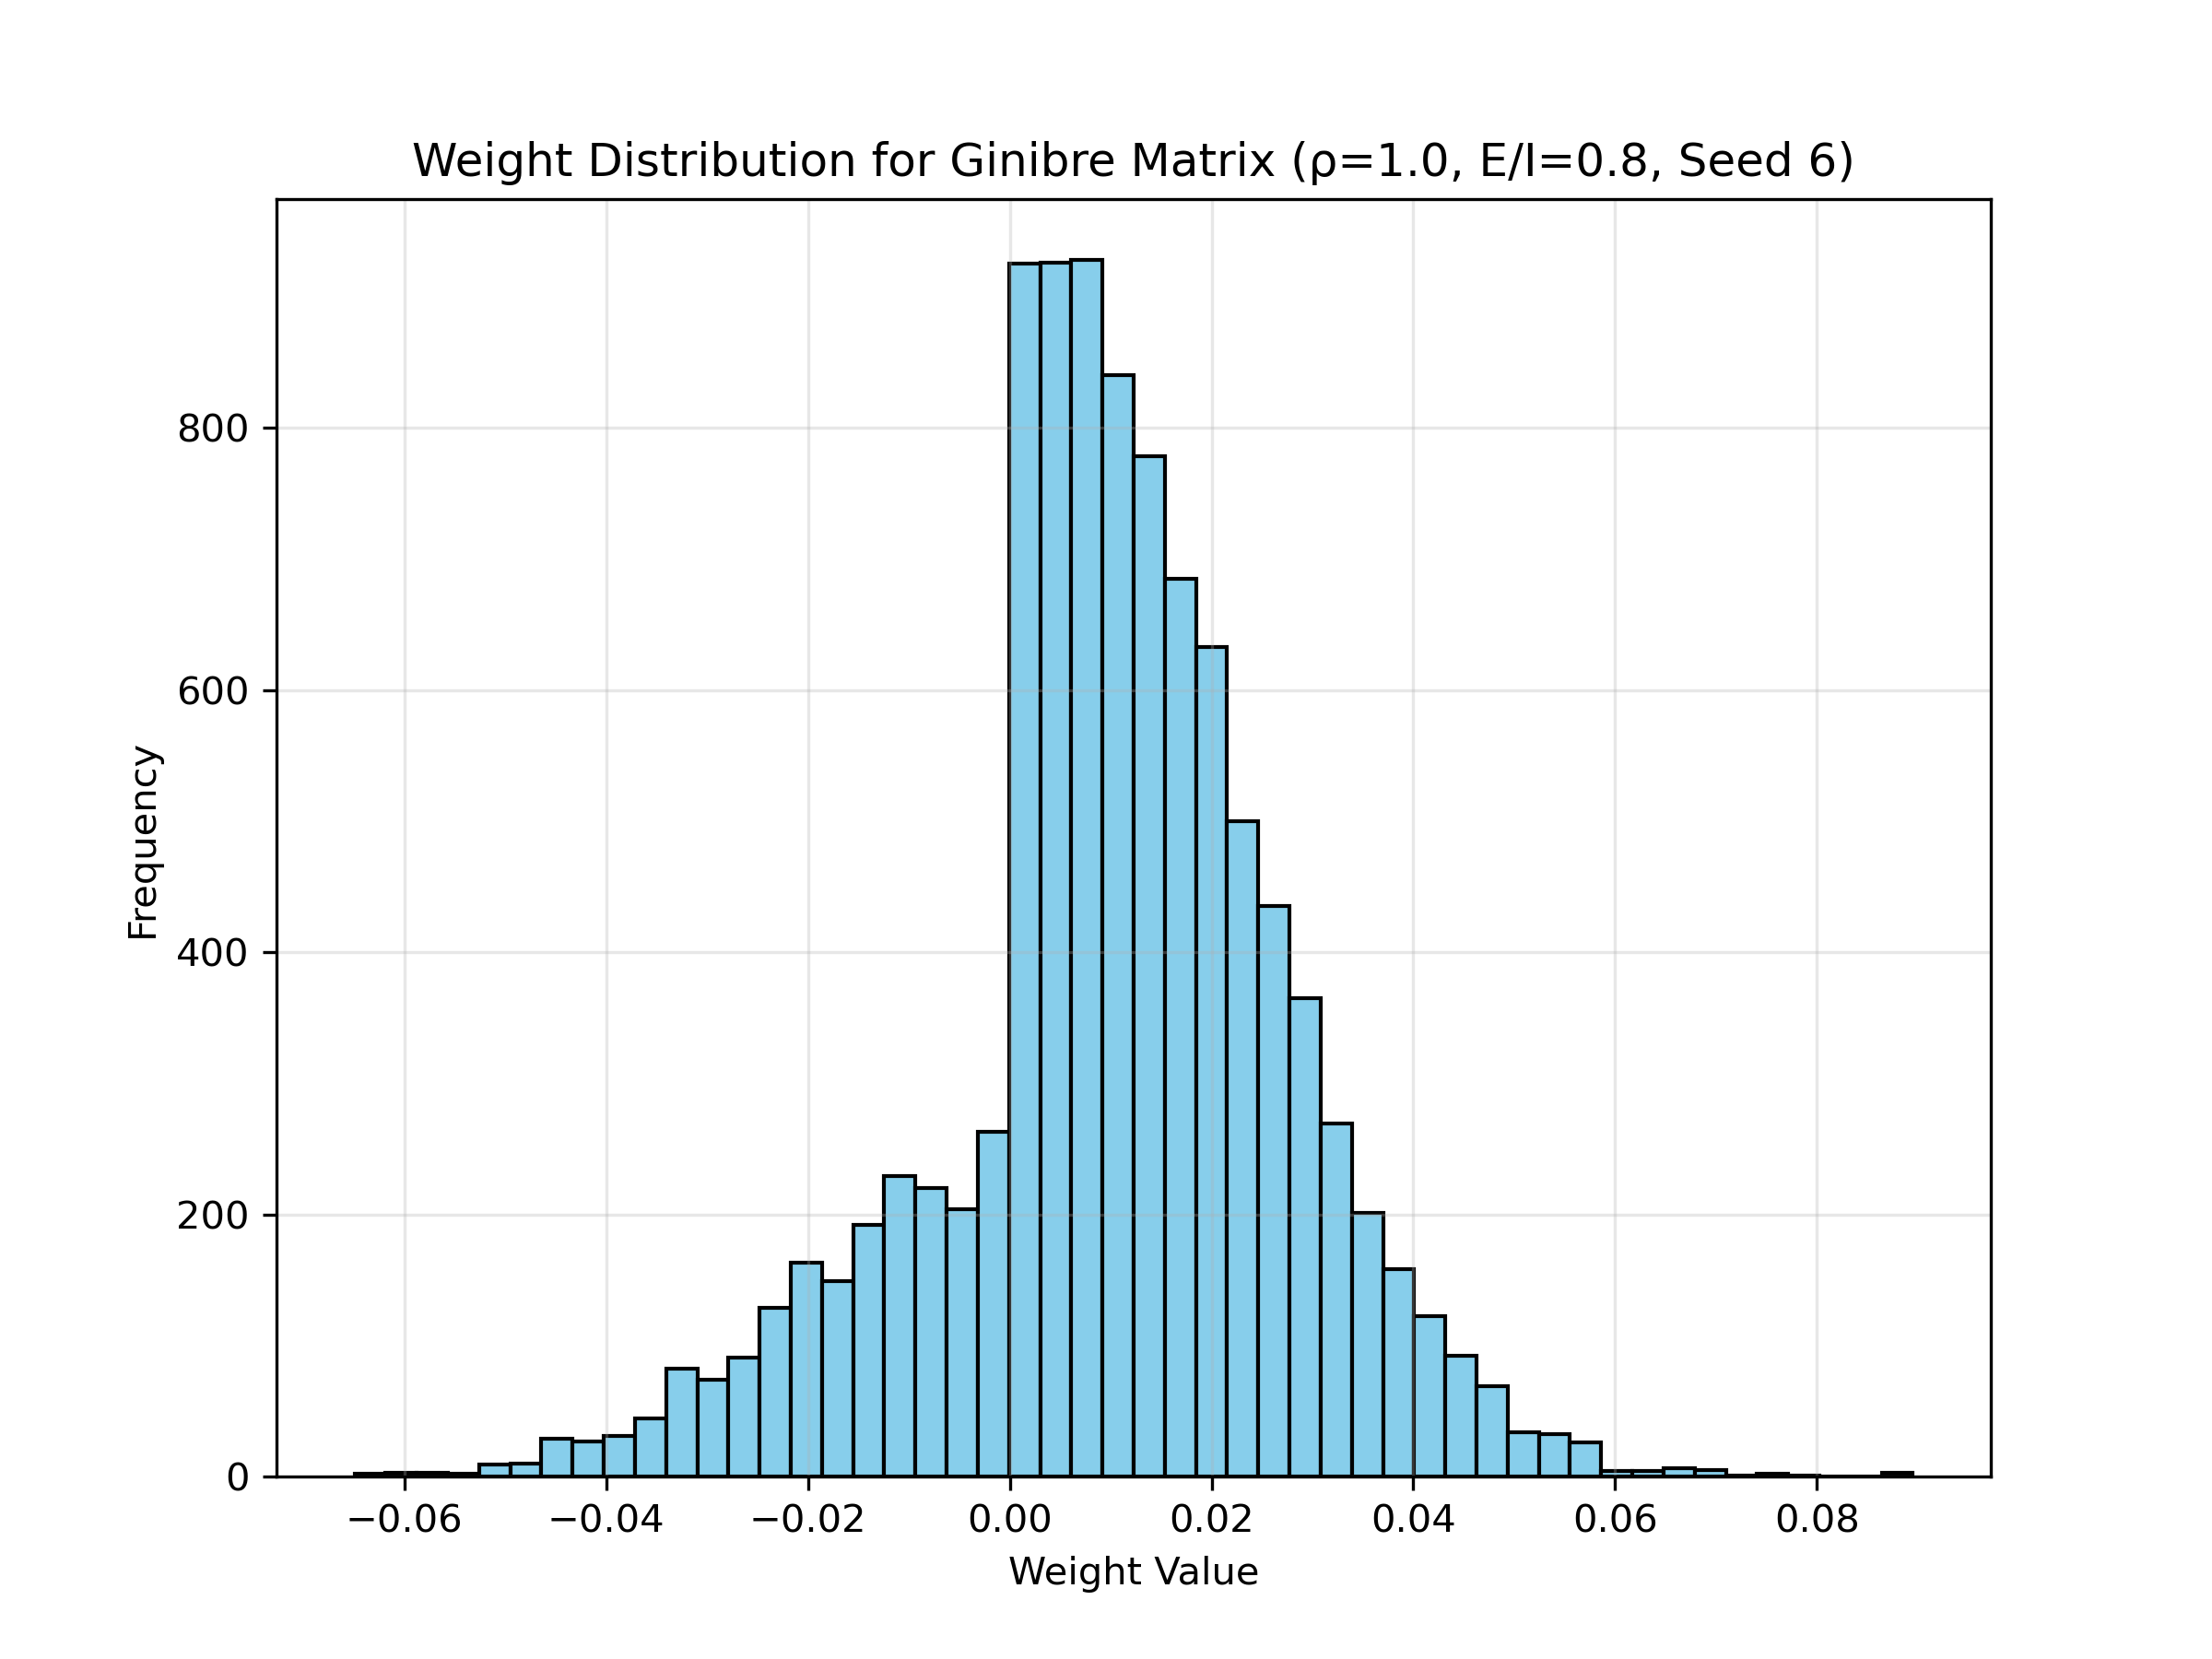 Weight Distribution for Ginibre Matrix (ρ=1.0, E/I=0.8, Seed 6)
Frequency
800
600
400
200
0
−0.06 −0.04 −0.02 0.00 0.02 0.04 0.06 0.08
Weight Value